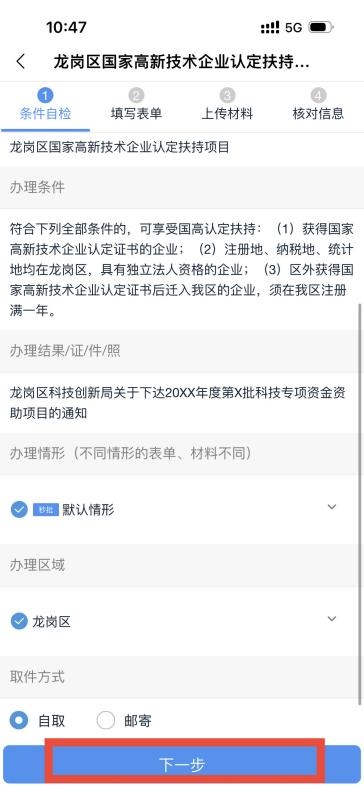 10:47
5G
龙岗区国家高新技术企业认定扶持...
1
2
3
4
条件自检
填写表单
上传材料
核对信息
龙岗区国家高新技术企业认定扶持项目
办理条件
符合下列全部条件的，可享受国高认定扶持：（1）获得国家
高新技术企业认定证书的企业；（2）注册地、纳税地、统计
地均在龙岗区，具有独立法人资格的企业；（3）区外获得国
家高新技术企业认定证书后迁入我区的企业，须在我区注册
满一年。
办理结果/证/件/照
龙岗区科技创新局关于下达20XX年度第X批科技专项资金资
助项目的通知
办理情形（不同情形的表单、材料不同）
秒批 默认情形
办理区域
龙岗区
取件方式
自取
邮寄
下一步